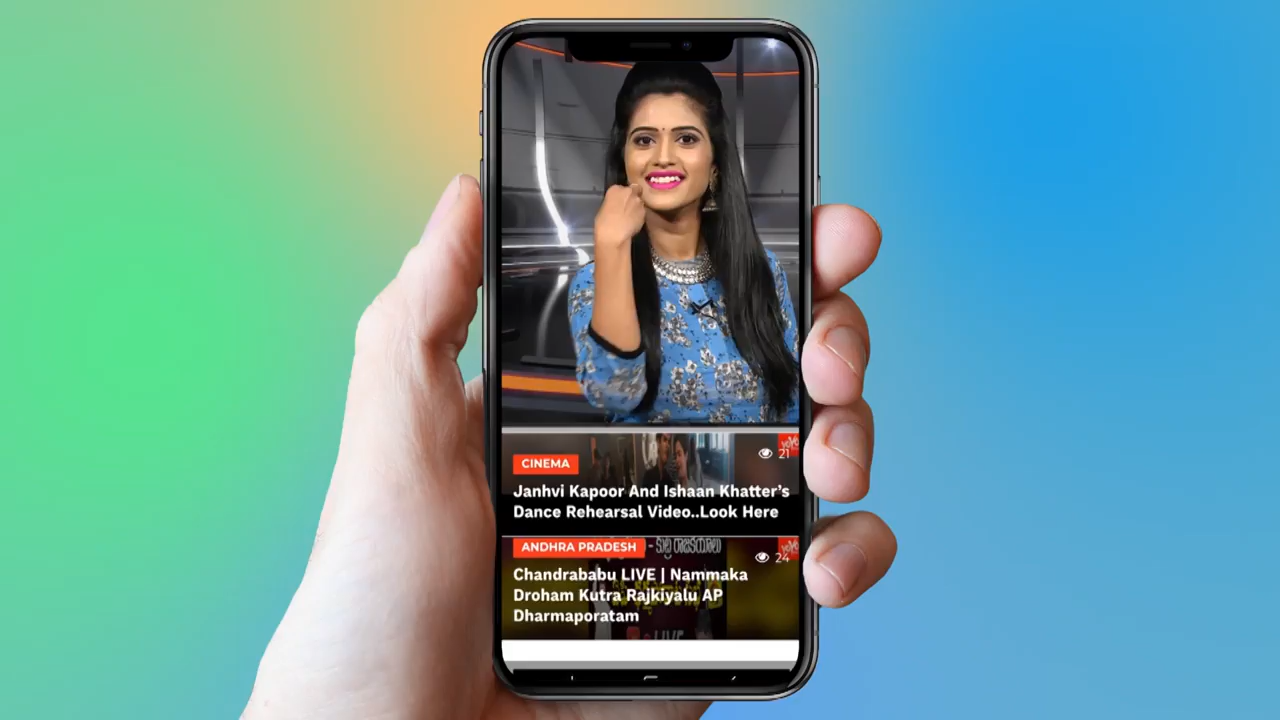 21
CINEMA
Janhvi Kapoor And Ishaan Khatter's
Dance Rehearsal Video..Look Here
ANDHRA PRADESH
24
Chandrababu LIVE | Nammaka
Droham Kutra Rajkiyalu AP
Dharmaporatam
LIVE